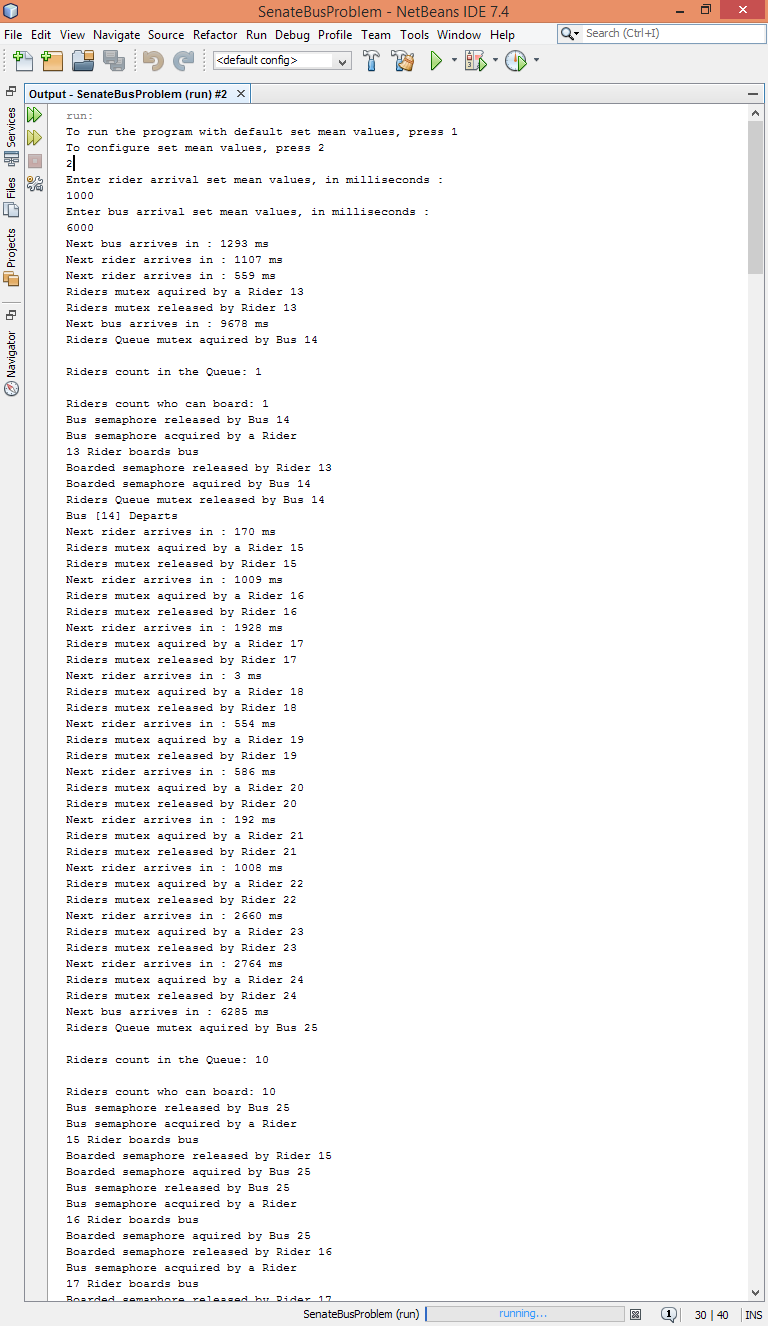 SenateBusProblem - NetBeans IDE 7.4
File Edit View Navigate Source Refactor Run Debug Profile Team Tools Window Help
Search (Ctrl+I)
<default config>
Output - SenateBusProblem (run) #2
Services
Files
Projects
Navigator
run:
To run the program with default set mean values, press 1
To configure set mean values, press 2
2
Enter rider arrival set mean values, in milliseconds :
1000
Enter bus arrival set mean values, in milliseconds :
6000
Next bus arrives in : 1293 ms
Next rider arrives in : 1107 ms
Next rider arrives in : 559 ms
Riders mutex aquired by a Rider 13
Riders mutex released by Rider 13
Next bus arrives in : 9678 ms
Riders Queue mutex aquired by Bus 14
Riders count in the Queue: 1
Riders count who can board: 1
Bus semaphore released by Bus 14
Bus semaphore acquired by a Rider
13 Rider boards bus
Boarded semaphore released by Rider 13
Boarded semaphore aquired by Bus 14
Riders Queue mutex released by Bus 14
Bus [14] Departs
Next rider arrives in : 170 ms
Riders mutex aquired by a Rider 15
Riders mutex released by Rider 15
Next rider arrives in : 1009 ms
Riders mutex aquired by a Rider 16
Riders mutex released by Rider 16
Next rider arrives in : 1928 ms
Riders mutex aquired by a Rider 17
Riders mutex released by Rider 17
Next rider arrives in : 3 ms
Riders mutex aquired by a Rider 18
Riders mutex released by Rider 18
Next rider arrives in : 554 ms
Riders mutex aquired by a Rider 19
Riders mutex released by Rider 19
Next rider arrives in : 586 ms
Riders mutex aquired by a Rider 20
Riders mutex released by Rider 20
Next rider arrives in : 192 ms
Riders mutex aquired by a Rider 21
Riders mutex released by Rider 21
Next rider arrives in : 1008 ms
Riders mutex aquired by a Rider 22
Riders mutex released by Rider 22
Next rider arrives in : 2660 ms
Riders mutex aquired by a Rider 23
Riders mutex released by Rider 23
Next rider arrives in : 2764 ms
Riders mutex aquired by a Rider 24
Riders mutex released by Rider 24
Next bus arrives in : 6285 ms
Riders Queue mutex aquired by Bus 25
Riders count in the Queue: 10
Riders count who can board: 10
Bus semaphore released by Bus 25
Bus semaphore acquired by a Rider
15 Rider boards bus
Boarded semaphore released by Rider 15
Boarded semaphore aquired by Bus 25
Bus semaphore released by Bus 25
Bus semaphore acquired by a Rider
16 Rider boards bus
Boarded semaphore aquired by Bus 25
Boarded semaphore released by Rider 16
Bus semaphore acquired by a Rider
17 Rider boards bus
Boarded semaphore released by Rider 17
SenateBusProblem (run) running... 1 30 | 40 INS